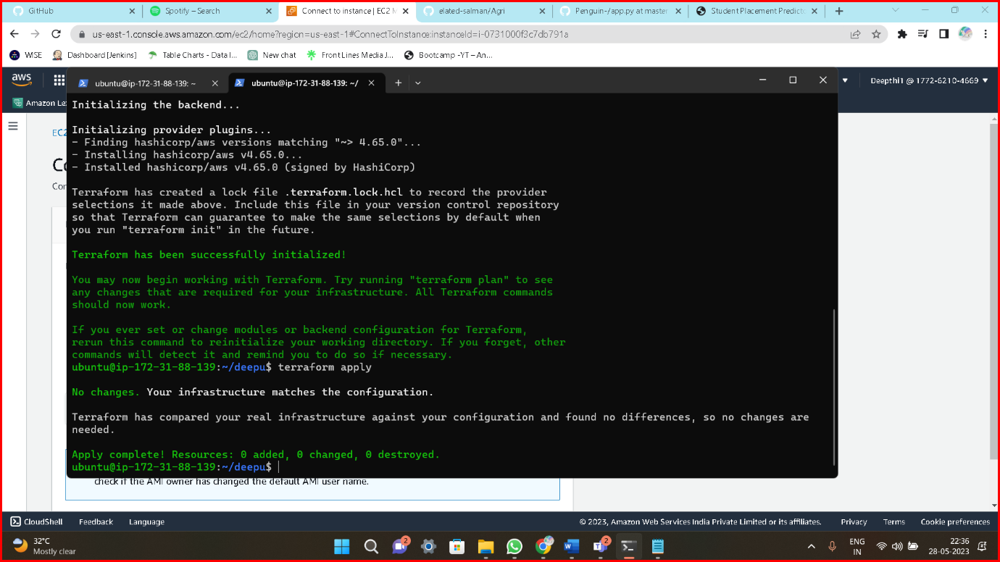 GitHub
Spotify – Search
Connect to instance | EC2 M
elated-salman/Agri
Penguin-/app.py at master
Student Placement Predicto
us-east-1.console.aws.amazon.com/ec2/home?region=us-east-1#ConnectToInstance:instanceId=i-0731000f3c7db791a
WISE
Dashboard [Jenkins]
Table Charts - Data I...
New chat
Front Lines Media J...
Bootcamp -YT – An...
aws
Deepthi1 @ 1772-6210-4669
Amazon Lex
ubuntu@ip-172-31-88-139: ~
ubuntu@ip-172-31-88-139: ~/
EC2
Co
Con
Initializing the backend...
Initializing provider plugins...
- Finding hashicorp/aws versions matching "~> 4.65.0"...
- Installing hashicorp/aws v4.65.0...
- Installed hashicorp/aws v4.65.0 (signed by HashiCorp)
Terraform has created a lock file .terraform.lock.hcl to record the provider
selections it made above. Include this file in your version control repository
so that Terraform can guarantee to make the same selections by default when
you run "terraform init" in the future.
Terraform has been successfully initialized!
You may now begin working with Terraform. Try running "terraform plan" to see
any changes that are required for your infrastructure. All Terraform commands
should now work.
If you ever set or change modules or backend configuration for Terraform,
rerun this command to reinitialize your working directory. If you forget, other
commands will detect it and remind you to do so if necessary.
ubuntu@ip-172-31-88-139:~/deepu$ terraform apply
No changes. Your infrastructure matches the configuration.
Terraform has compared your real infrastructure against your configuration and found no differences, so no changes are
needed.
Apply complete! Resources: 0 added, 0 changed, 0 destroyed.
ubuntu@ip-172-31-88-139:~/deepu$
check if the AMI owner has changed the default AMI user name.
CloudShell
Feedback
Language
© 2023, Amazon Web Services India Private Limited or its affiliates.
Privacy
Terms
Cookie preferences
32°C
Mostly clear
2
2
ENG
IN
22:36
28-05-2023